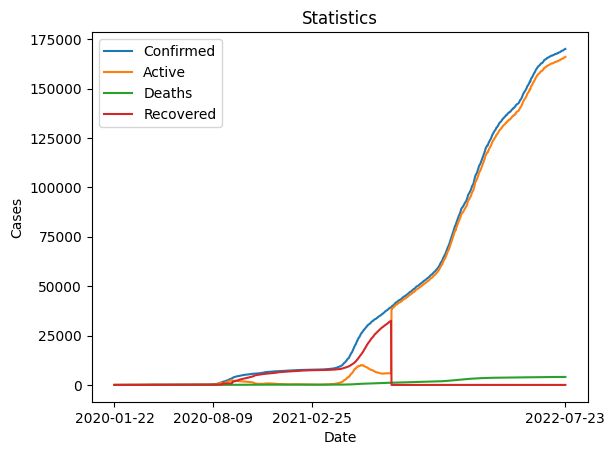 Statistics
Confirmed
Active
Deaths
Recovered
Cases
175000
150000
125000
100000
75000
50000
25000
0
2020-01-22 2020-08-09 2021-02-25 2022-07-23
Date